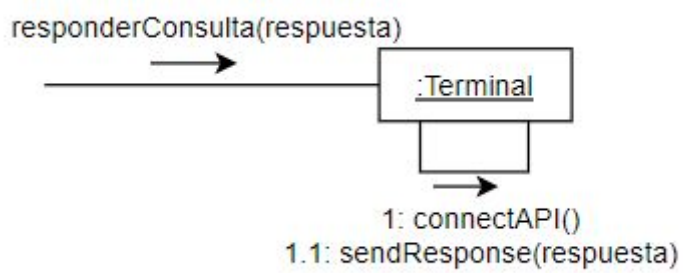 responderConsulta(respuesta)
:Terminal
1: connectAPI()
1.1: sendResponse(respuesta)